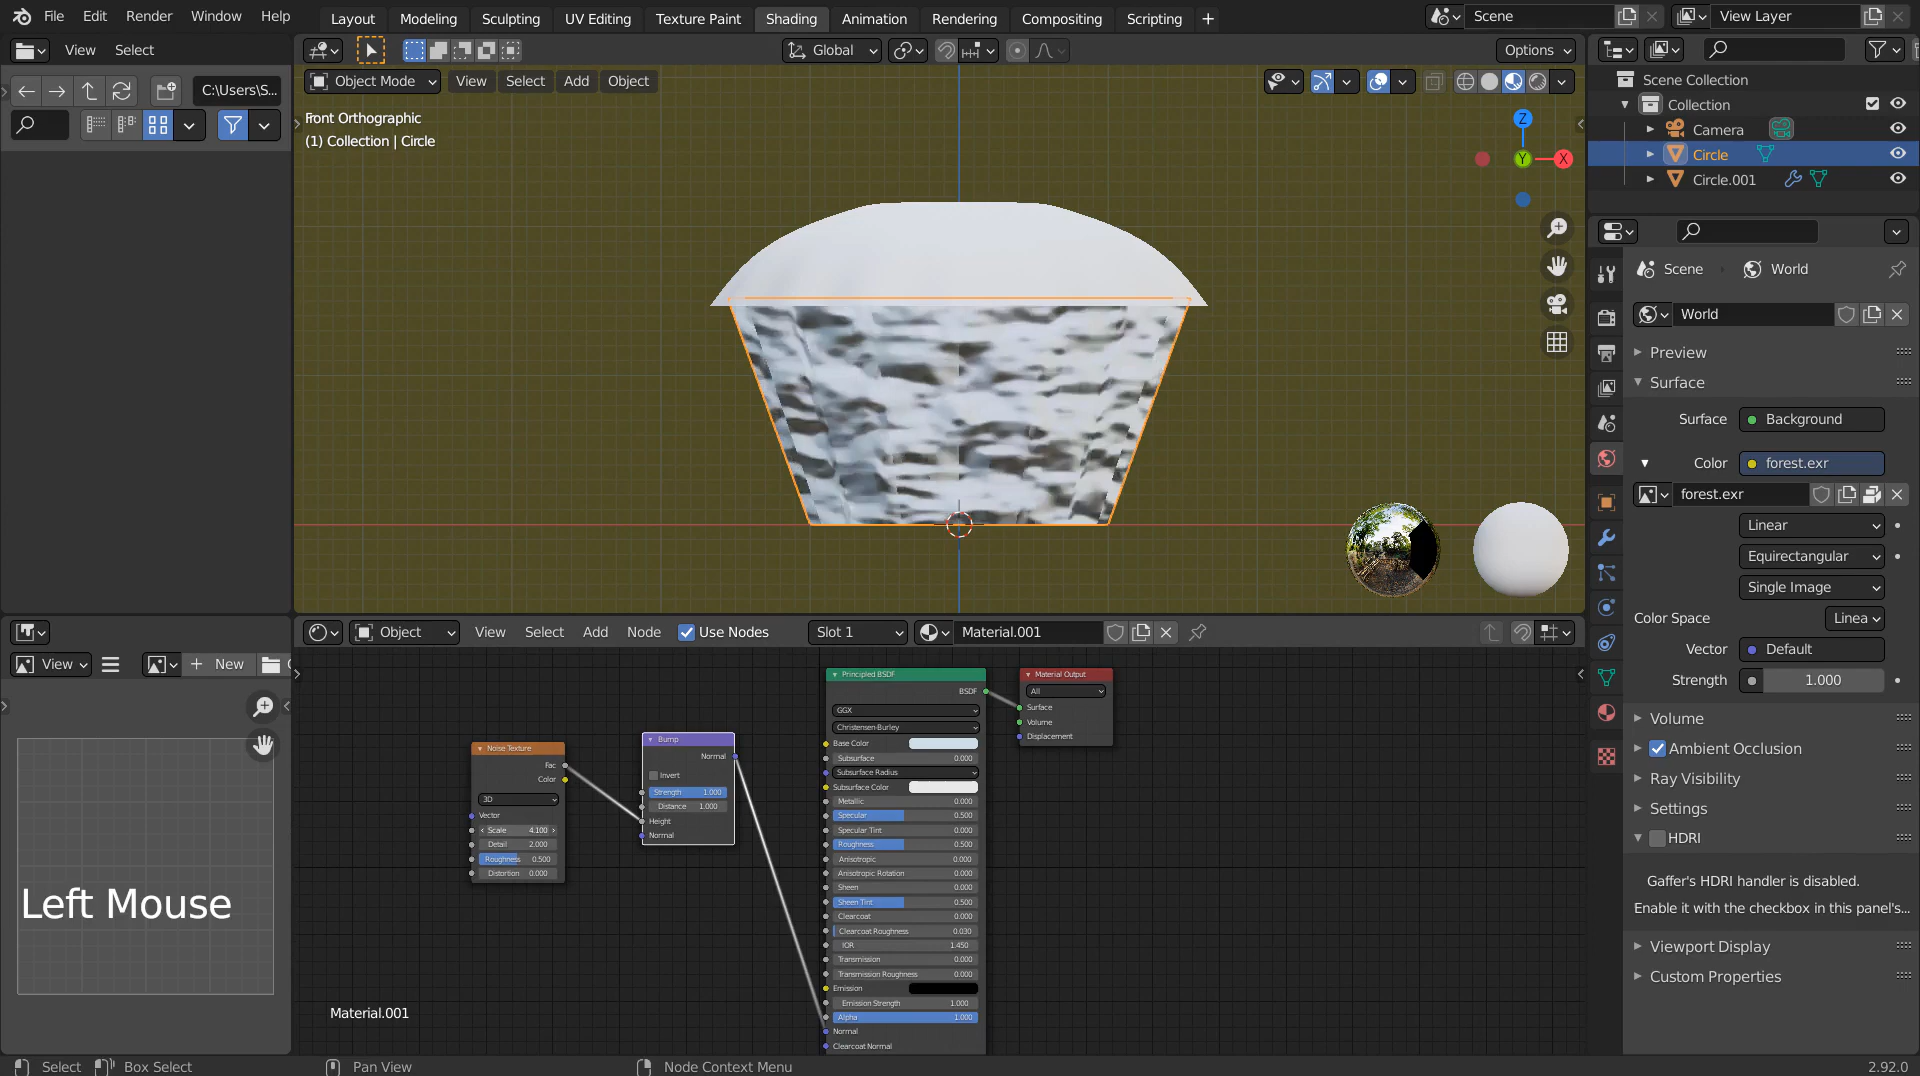 File Edit Render Window Help Layout Modeling Sculpting UV Editing Texture Paint Shading Animation Rendering Compositing Scripting + Scene View Layer
View Select Global Options
C:\Users\S... Object Mode View Select Add Object
Front Orthographic
(1) Collection | Circle
Z
Y
X
Scene Collection
Collection
Camera
Circle
Circle.001
Scene World
World
Preview
Surface
Surface Background
Color forest.exr
forest.exr
Linear
Equirectangular
Single Image
Color Space Linea
Vector Default
Strength 1.000
Volume
Ambient Occlusion
Ray Visibility
Settings
HDRI
Gaffer's HDRI handler is disabled.
Enable it with the checkbox in this panel's...
Viewport Display
Custom Properties
Object View Select Add Node Use Nodes Slot 1 Material.001
View New
Noise Texture
Fac
Color
3D
Vector
Scale 4.100
Detail 2.000
Roughness 0.500
Distortion 0.000
Bump
Normal
Invert
Strength 1.000
Distance 1.000
Height
Normal
Principled BSDF
BSDF
GGX
Christensen-Burley
Base Color
Subsurface 0.000
Subsurface Radius
Subsurface Color
Metallic 0.000
Specular 0.500
Specular Tint 0.000
Roughness 0.500
Anisotropic 0.000
Anisotropic Rotation 0.000
Sheen 0.000
Sheen Tint 0.500
Clearcoat 0.000
Clearcoat Roughness 0.030
IOR 1.450
Transmission 0.000
Transmission Roughness 0.000
Emission
Emission Strength 1.000
Alpha 1.000
Normal
Clearcoat Normal
Material Output
All
Surface
Volume
Displacement
Left Mouse
Material.001
Select Box Select Pan View Node Context Menu 2.92.0